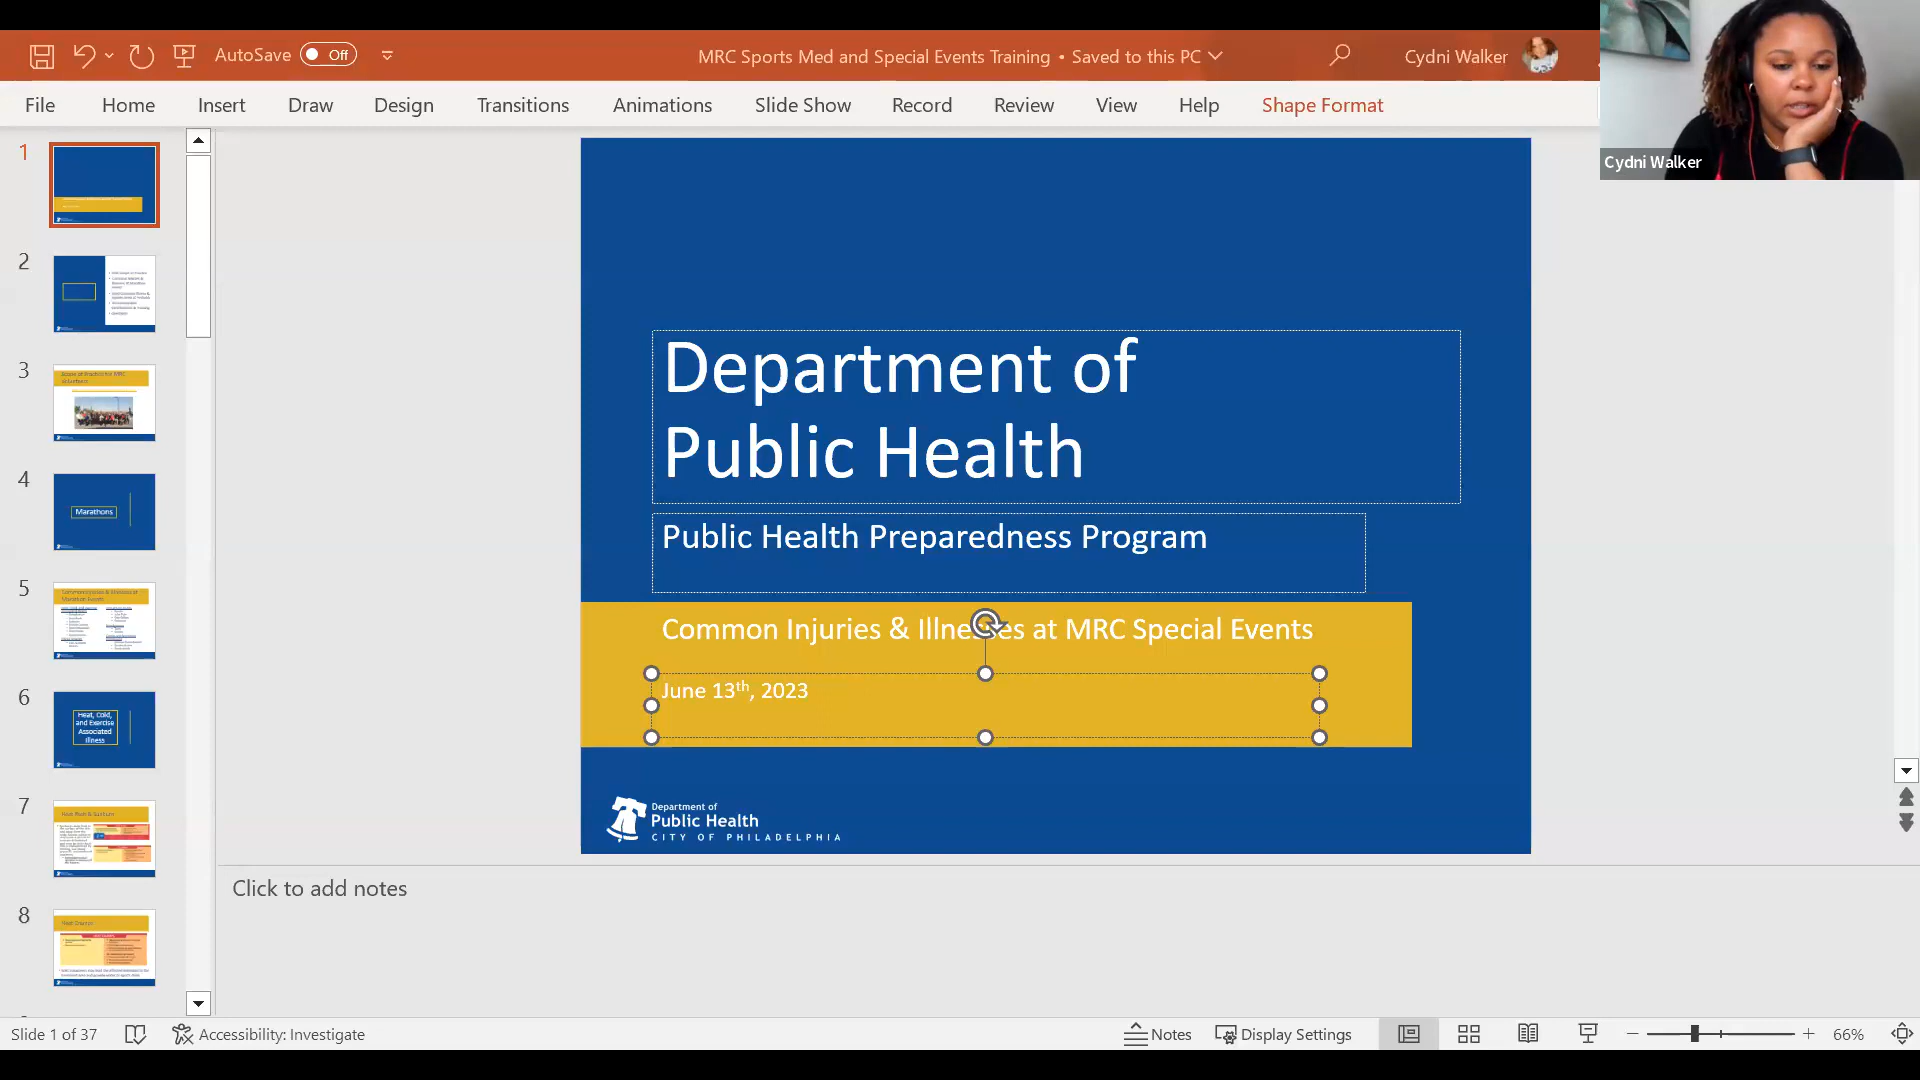 AutoSave Off
MRC Sports Med and Special Events Training • Saved to this PC
Cydni Walker
File Home Insert Draw Design Transitions Animations Slide Show Record Review View Help Shape Format
Cydni Walker
1
2
3
4
Marathons
5
6
Heat, Cold,
and Exercise
Associated
Illness
7
8
Department of
Public Health
Public Health Preparedness Program
Common Injuries & Illnesses at MRC Special Events
June 13th, 2023
Department of
Public Health
CITY OF PHILADELPHIA
Click to add notes
Slide 1 of 37 Accessibility: Investigate Notes Display Settings 66%